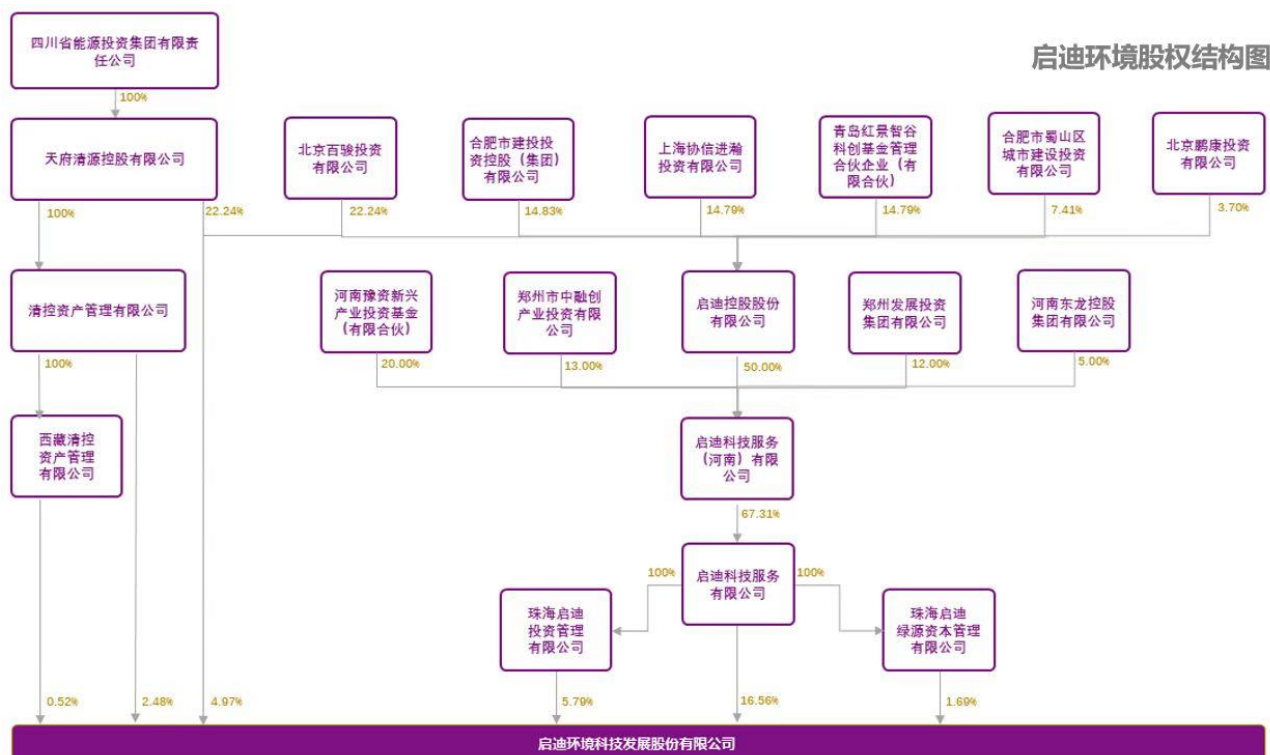 四川省能源投资集团有限责
任公司
启迪环境股权结构图
100%
天府清源控股有限公司
北京百骏投资
有限公司
合肥市建投投
资控股（集团）
有限公司
上海协信进瀚
投资有限公司
青岛红景智谷
科创基金管理
合伙企业（有
限合伙）
合肥市蜀山区
城市建设投资
有限公司
北京鹏康投资
有限公司
100%
22.24%
22.24%
14.83%
14.79%
14.79%
7.41%
3.70%
清控资产管理有限公司
河南豫资新兴
产业投资基金
（有限合伙）
郑州市中融创
产业投资有限
公司
启迪控股股份
有限公司
郑州发展投资
集团有限公司
河南东龙控股
集团有限公司
100%
20.00%
13.00%
50.00%
12.00%
5.00%
西藏清控
资产管理
有限公司
启迪科技服务
（河南）有限
公司
67.31%
100%
启迪科技服务
有限公司
100%
珠海启迪
投资管理
有限公司
珠海启迪
绿源资本管理
有限公司
0.52%
2.48%
4.97%
5.79%
16.56%
1.69%
启迪环境科技发展股份有限公司